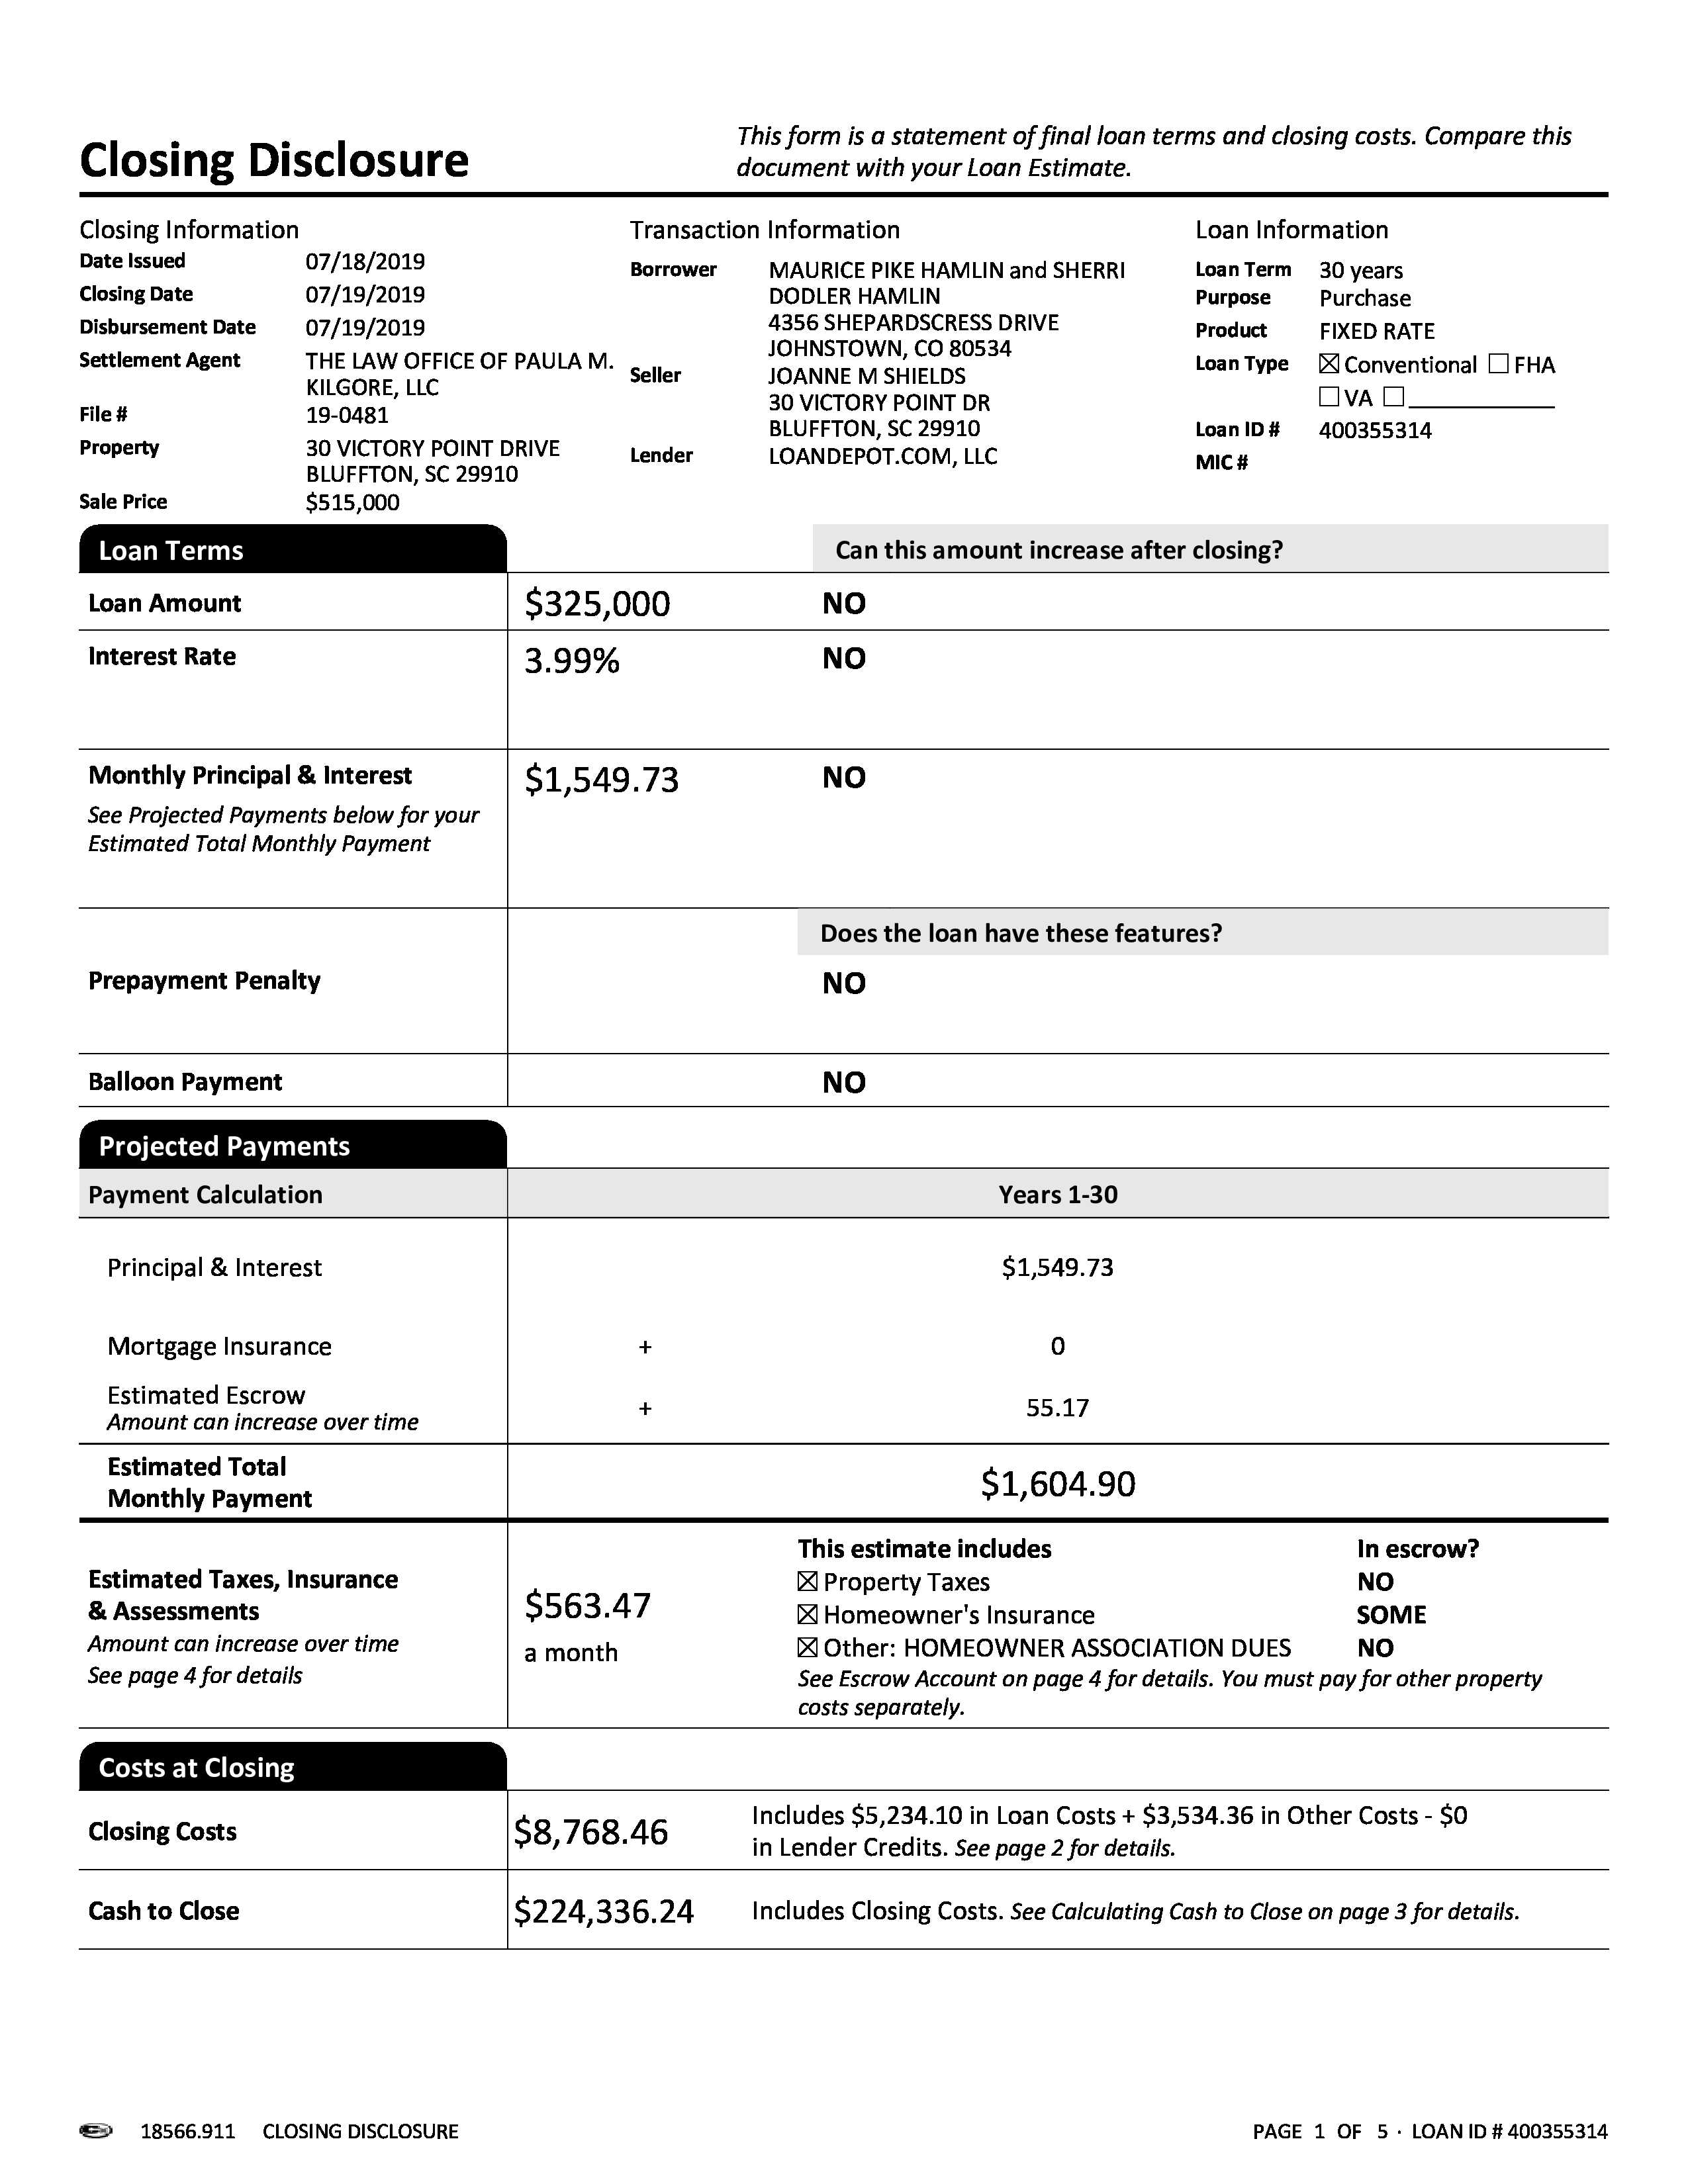 Closing Disclosure
This form is a statement of final loan terms and closing costs. Compare this
document with your Loan Estimate.
Closing Information
Date Issued 07/18/2019
Closing Date 07/19/2019
Disbursement Date 07/19/2019
Settlement Agent THE LAW OFFICE OF PAULA M.
KILGORE, LLC
File # 19-0481
Property 30 VICTORY POINT DRIVE
BLUFFTON, SC 29910
Sale Price $515,000
Transaction Information
Borrower MAURICE PIKE HAMLIN and SHERRI
DODLER HAMLIN
4356 SHEPARDSCRESS DRIVE
JOHNSTOWN, CO 80534
Seller JOANNE M SHIELDS
30 VICTORY POINT DR
BLUFFTON, SC 29910
Lender LOANDEPOT.COM, LLC
Loan Information
Loan Term 30 years
Purpose Purchase
Product FIXED RATE
Loan Type ☒ Conventional ☐ FHA
☐ VA ☐ ____________
Loan ID # 400355314
MIC #
Loan Terms Can this amount increase after closing?
Loan Amount $325,000 NO
Interest Rate 3.99% NO
Monthly Principal & Interest $1,549.73 NO
See Projected Payments below for your
Estimated Total Monthly Payment
Does the loan have these features?
Prepayment Penalty NO
Balloon Payment NO
Projected Payments
Payment Calculation Years 1-30
Principal & Interest $1,549.73
Mortgage Insurance + 0
Estimated Escrow
Amount can increase over time + 55.17
Estimated Total
Monthly Payment $1,604.90
Estimated Taxes, Insurance
& Assessments
Amount can increase over time
See page 4 for details
$563.47
a month
This estimate includes In escrow?
☒ Property Taxes NO
☒ Homeowner's Insurance SOME
☒ Other: HOMEOWNER ASSOCIATION DUES NO
See Escrow Account on page 4 for details. You must pay for other property
costs separately.
Costs at Closing
Closing Costs $8,768.46 Includes $5,234.10 in Loan Costs + $3,534.36 in Other Costs - $0
in Lender Credits. See page 2 for details.
Cash to Close $224,336.24 Includes Closing Costs. See Calculating Cash to Close on page 3 for details.
18566.911 CLOSING DISCLOSURE PAGE 1 OF 5 · LOAN ID # 400355314